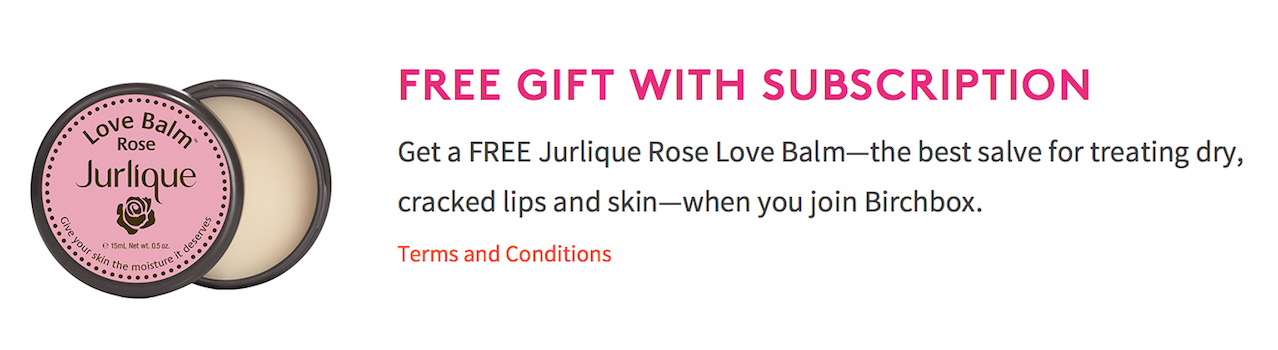 Love Balm™
Rose
Jurlique
℮ 15mL Net wt. 0.5 oz.
Give your skin the moisture it deserves
FREE GIFT WITH SUBSCRIPTION
Get a FREE Jurlique Rose Love Balm—the best salve for treating dry,
cracked lips and skin—when you join Birchbox.
Terms and Conditions